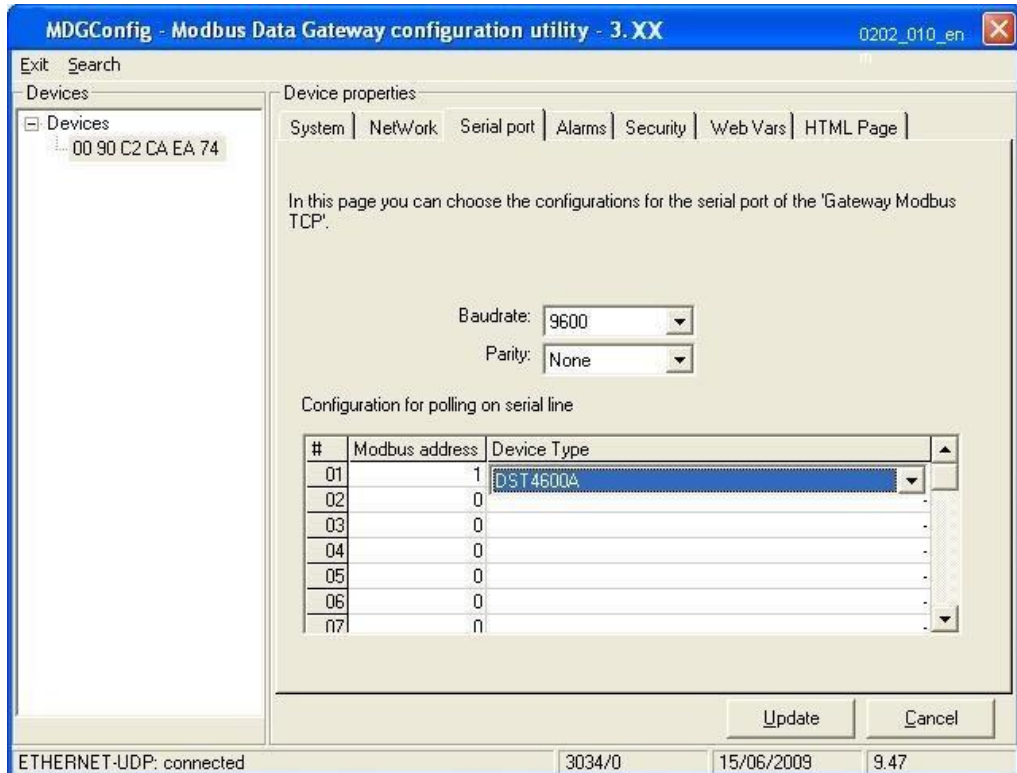 MDGConfig - Modbus Data Gateway configuration utility - 3.XX
0202_010_en
Exit Search
Devices
Devices
00 90 C2 CA EA 74
Device properties
System NetWork Serial port Alarms Security Web Vars HTML Page
In this page you can choose the configurations for the serial port of the 'Gateway Modbus
TCP'.
Baudrate: 9600
Parity: None
Configuration for polling on serial line
# Modbus address Device Type
01 1 DST4600A
02 0 -
03 0 -
04 0 -
05 0 -
06 0 -
07 0 -
Update Cancel
ETHERNET-UDP: connected 3034/0 15/06/2009 9.47